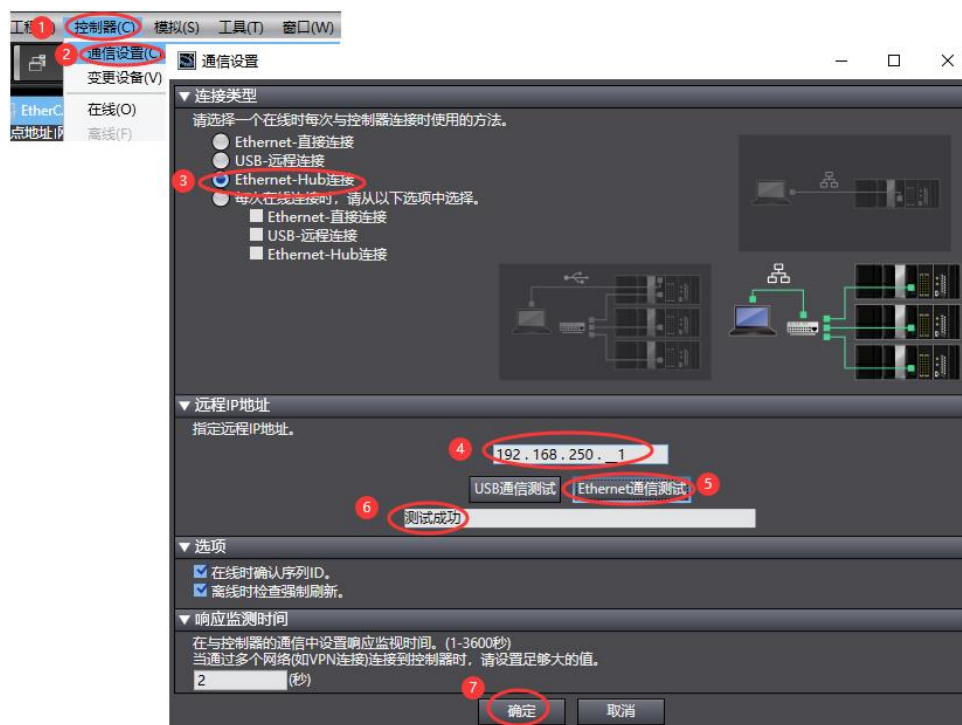 1 控制器(C) 模拟(S) 工具(T) 窗口(W)
2 通信设置(C)
变更设备(V)
在线(O)
离线(F)
EtherC
点地址
通信设置
▼连接类型
请选择一个在线时每次与控制器连接时使用的方法。
Ethernet-直接连接
USB-远程连接
3 Ethernet-Hub连接
每次在线连接时，请从以下选项中选择。
Ethernet-直接连接
USB-远程连接
Ethernet-Hub连接
▼远程IP地址
指定远程IP地址。
4 192.168.250.__1
USB通信测试 Ethernet通信测试 5
6 测试成功
▼选项
在线时确认序列ID。
离线时检查强制刷新。
▼响应监测时间
在与控制器的通信中设置响应监视时间。(1-3600秒)
当通过多个网络(如VPN连接)连接到控制器时，请设置足够大的值。
2 (秒)
7 确定 取消